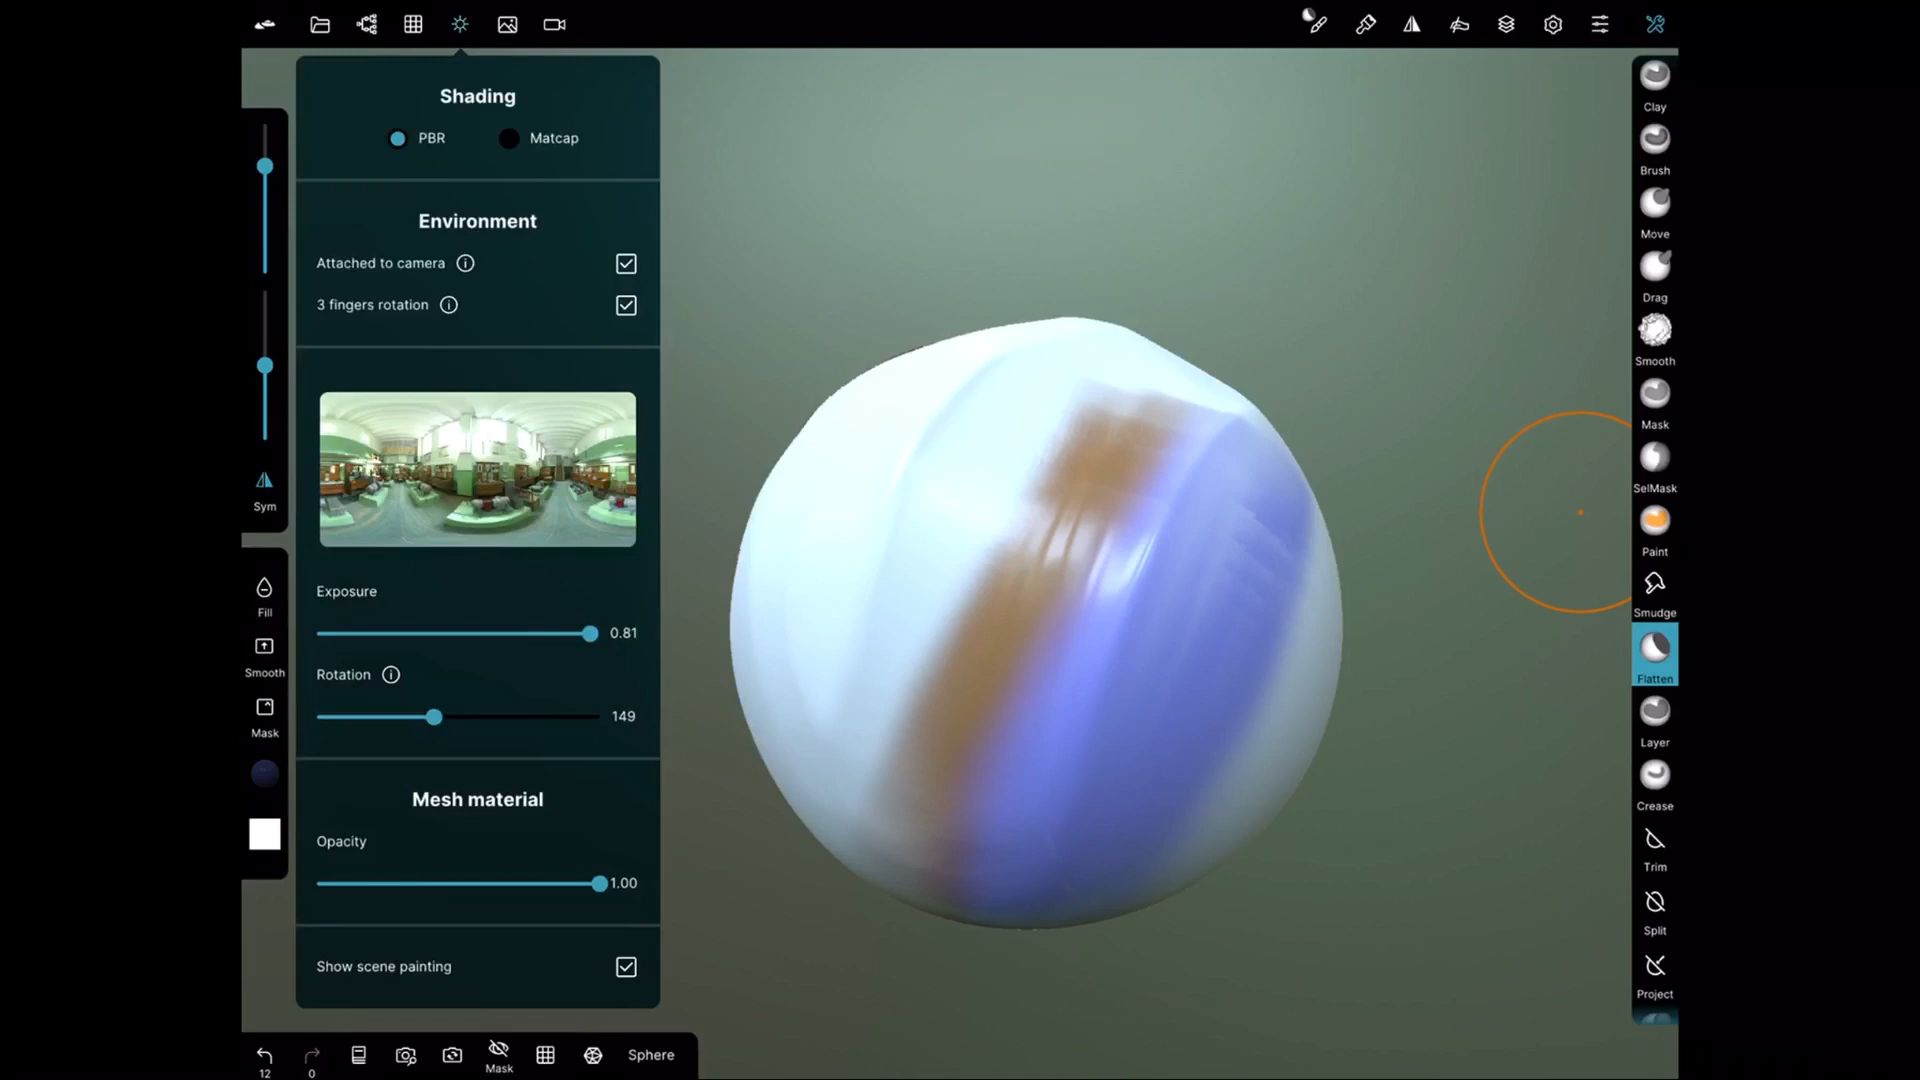 Shading
PBR
Matcap
Environment
Attached to camera
3 fingers rotation
Exposure
0.81
Rotation
149
Mesh material
Opacity
1.00
Show scene painting
Sym
Fill
Smooth
Mask
12
0
Mask
Sphere
Clay
Brush
Move
Drag
Smooth
Mask
SelMask
Paint
Smudge
Flatten
Layer
Crease
Trim
Split
Project